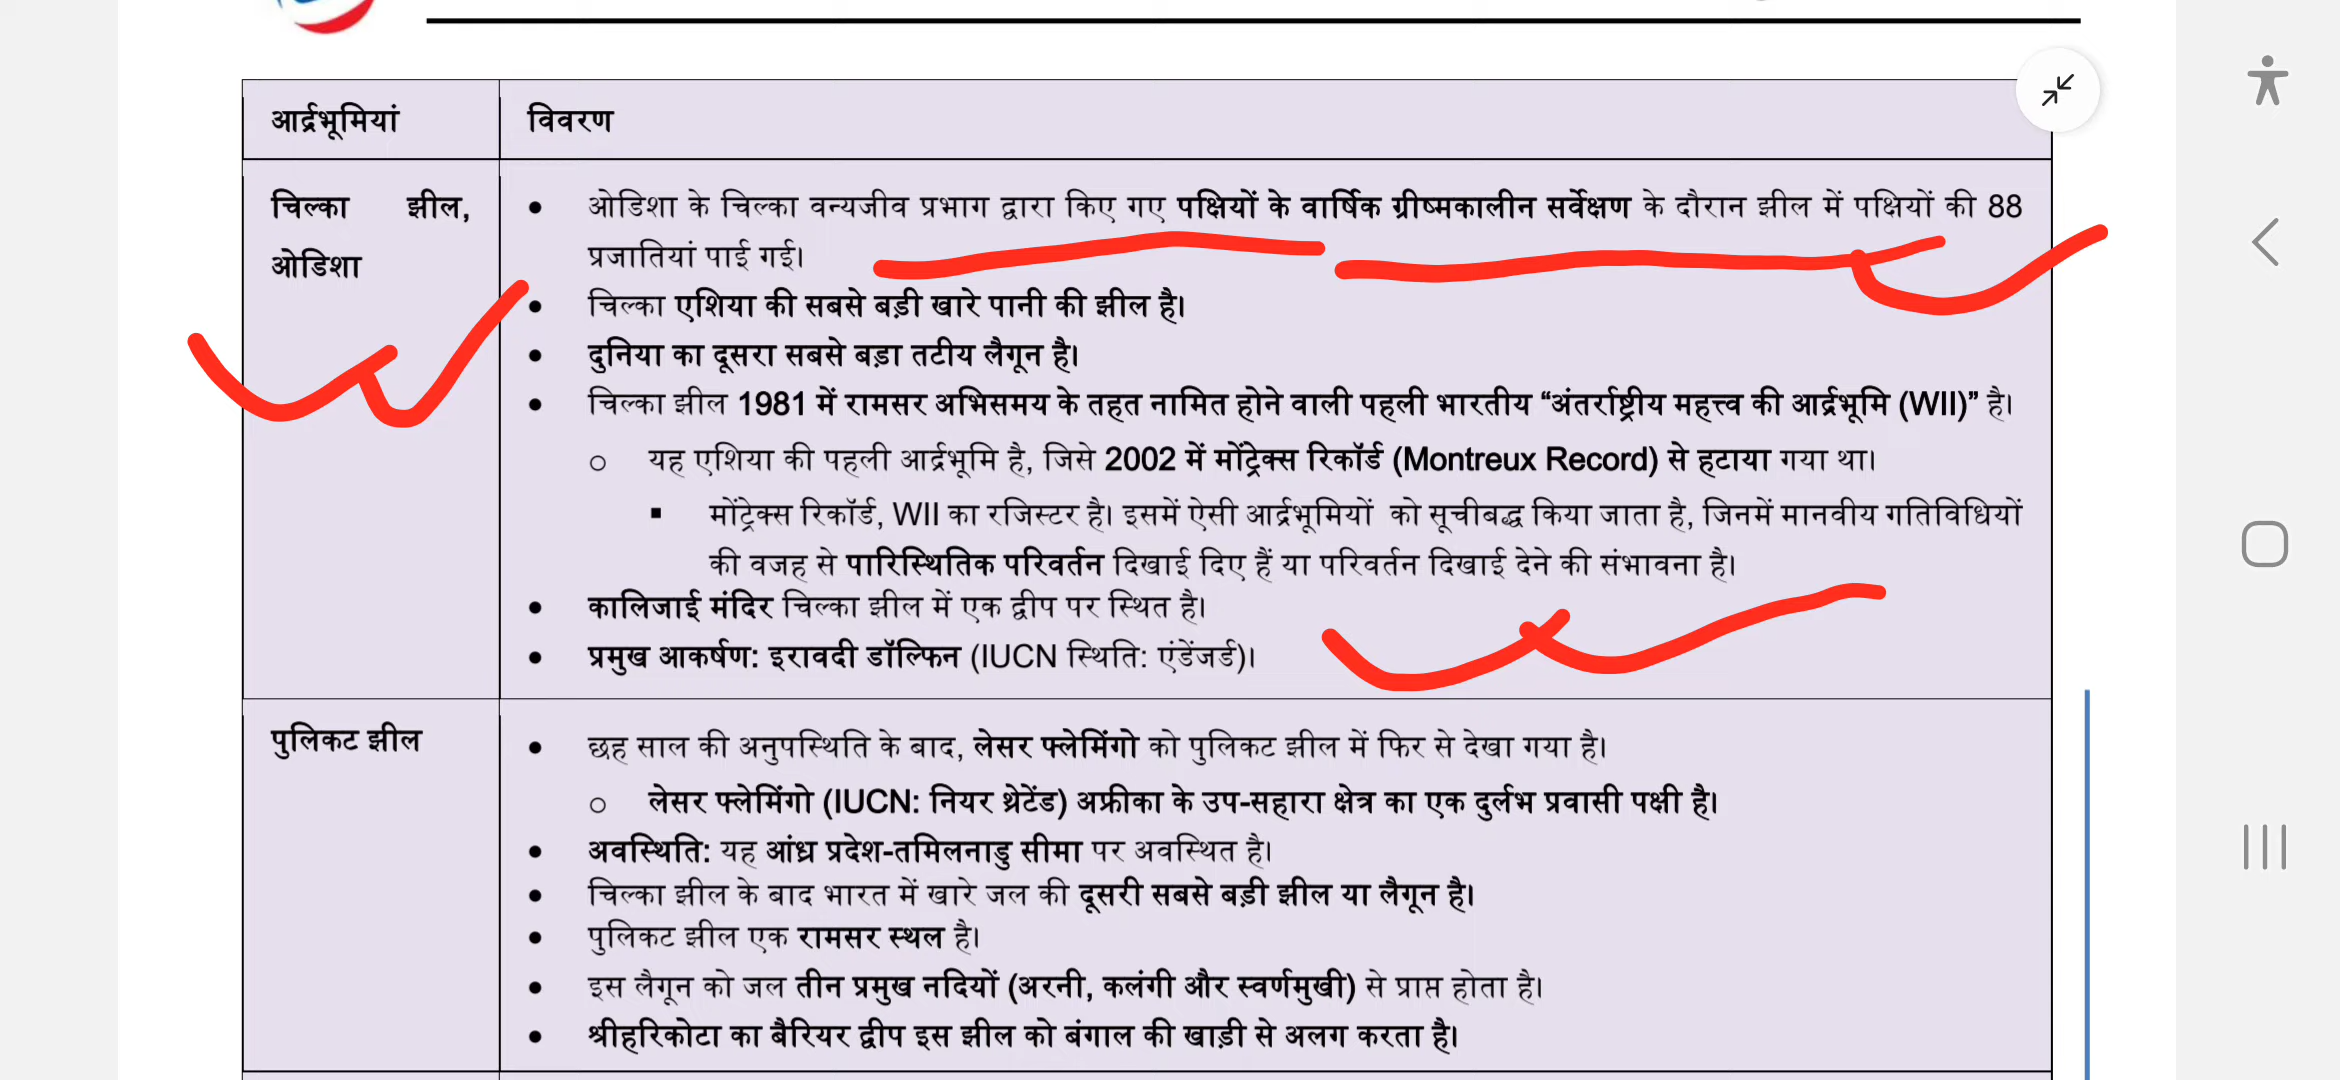 आर्द्रभूमियां
विवरण
चिल्का झील,
ओडिशा
● ओडिशा के चिल्का वन्यजीव प्रभाग द्वारा किए गए पक्षियों के वार्षिक ग्रीष्मकालीन सर्वेक्षण के दौरान झील में पक्षियों की 88
प्रजातियां पाई गई।
● चिल्का एशिया की सबसे बड़ी खारे पानी की झील है।
● दुनिया का दूसरा सबसे बड़ा तटीय लैगून है।
● चिल्का झील 1981 में रामसर अभिसमय के तहत नामित होने वाली पहली भारतीय “अंतर्राष्ट्रीय महत्त्व की आर्द्रभूमि (WII)” है।
○ यह एशिया की पहली आर्द्रभूमि है, जिसे 2002 में मोंट्रेक्स रिकॉर्ड (Montreux Record) से हटाया गया था।
▪ मोंट्रेक्स रिकॉर्ड, WII का रजिस्टर है। इसमें ऐसी आर्द्रभूमियों को सूचीबद्ध किया जाता है, जिनमें मानवीय गतिविधियों
की वजह से पारिस्थितिक परिवर्तन दिखाई दिए हैं या परिवर्तन दिखाई देने की संभावना है।
● कालिजाई मंदिर चिल्का झील में एक द्वीप पर स्थित है।
● प्रमुख आकर्षण: इरावदी डॉल्फिन (IUCN स्थिति: एंडेंजर्ड)।
पुलिकट झील
● छह साल की अनुपस्थिति के बाद, लेसर फ्लेमिंगो को पुलिकट झील में फिर से देखा गया है।
○ लेसर फ्लेमिंगो (IUCN: नियर थ्रेटेंड) अफ्रीका के उप-सहारा क्षेत्र का एक दुर्लभ प्रवासी पक्षी है।
● अवस्थिति: यह आंध्र प्रदेश-तमिलनाडु सीमा पर अवस्थित है।
● चिल्का झील के बाद भारत में खारे जल की दूसरी सबसे बड़ी झील या लैगून है।
● पुलिकट झील एक रामसर स्थल है।
● इस लैगून को जल तीन प्रमुख नदियों (अरनी, कलंगी और स्वर्णमुखी) से प्राप्त होता है।
● श्रीहरिकोटा का बैरियर द्वीप इस झील को बंगाल की खाड़ी से अलग करता है।